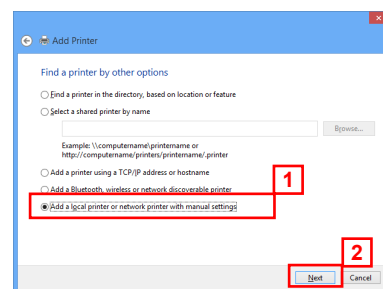 Add Printer
Find a printer by other options
Find a printer in the directory, based on location or feature
Select a shared printer by name
Browse...
Example: \\computername\printername or
http://computername/printers/printername/.printer
Add a printer using a TCP/IP address or hostname
1
Add a Bluetooth, wireless or network discoverable printer
Add a local printer or network printer with manual settings
2
Next
Cancel